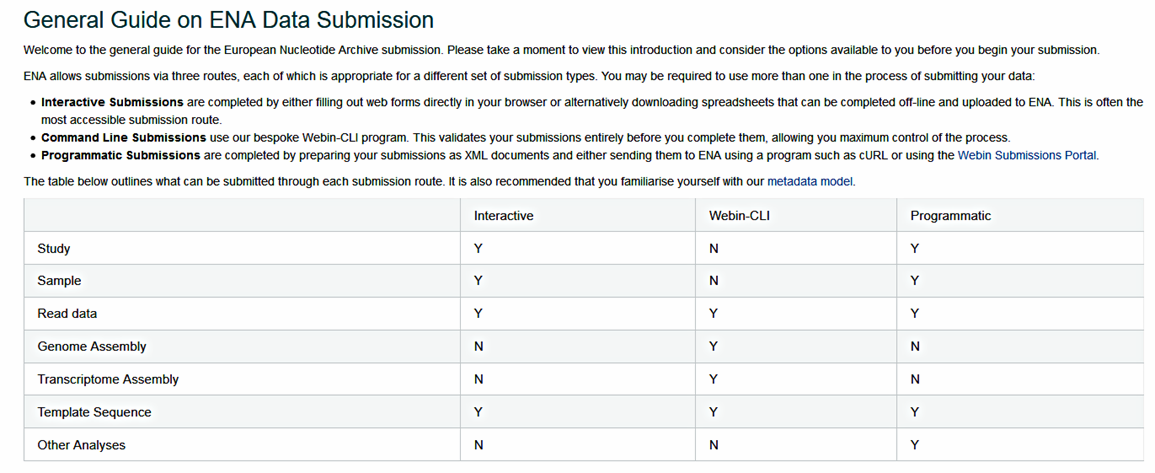 General Guide on ENA Data Submission
Welcome to the general guide for the European Nucleotide Archive submission. Please take a moment to view this introduction and consider the options available to you before you begin your submission.
ENA allows submissions via three routes, each of which is appropriate for a different set of submission types. You may be required to use more than one in the process of submitting your data:
• Interactive Submissions are completed by either filling out web forms directly in your browser or alternatively downloading spreadsheets that can be completed off-line and uploaded to ENA. This is often the
most accessible submission route.
• Command Line Submissions use our bespoke Webin-CLI program. This validates your submissions entirely before you complete them, allowing you maximum control of the process.
• Programmatic Submissions are completed by preparing your submissions as XML documents and either sending them to ENA using a program such as cURL or using the Webin Submissions Portal.
The table below outlines what can be submitted through each submission route. It is also recommended that you familiarise yourself with our metadata model.
Interactive Webin-CLI Programmatic
Study Y N Y
Sample Y N Y
Read data Y Y Y
Genome Assembly N Y N
Transcriptome Assembly N Y N
Template Sequence Y Y Y
Other Analyses N N Y